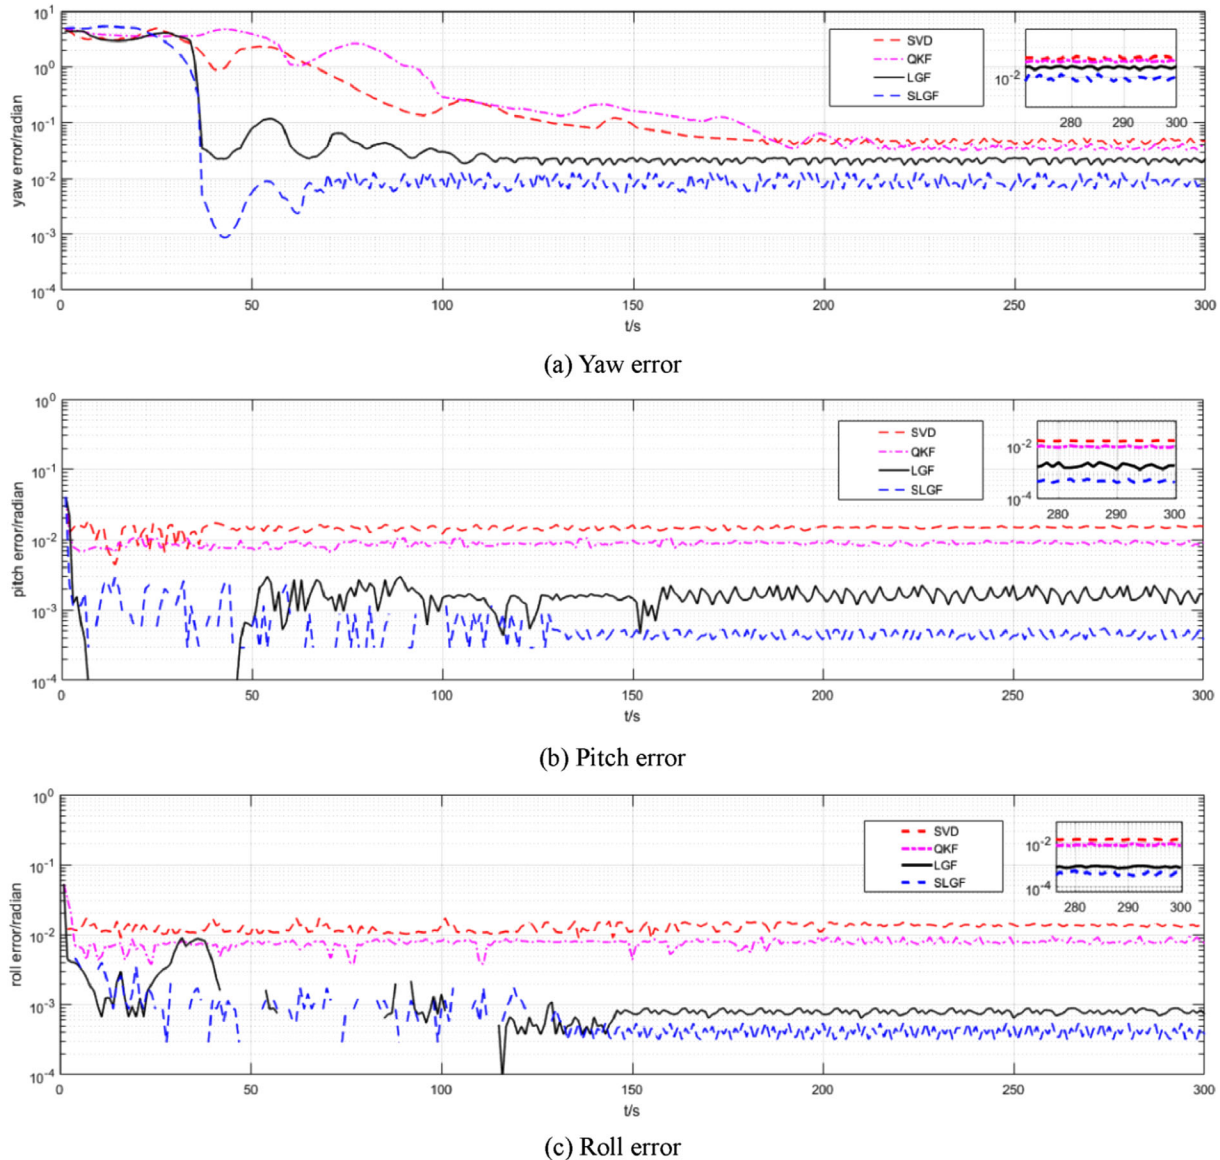 10^1
10^0
10^-1
10^-2
10^-3
10^-4
yaw error/radian
SVD
QKF
LGF
SLGF
10^-2
280 290 300
0 50 100 150 200 250 300
t/s
(a) Yaw error
10^0
10^-1
10^-2
10^-3
10^-4
pitch error/radian
SVD
QKF
LGF
SLGF
10^-2
10^-4
280 290 300
0 50 100 150 200 250 300
t/s
(b) Pitch error
10^0
10^-1
10^-2
10^-3
10^-4
roll error/radian
SVD
QKF
LGF
SLGF
10^-2
10^-4
280 290 300
0 50 100 150 200 250 300
t/s
(c) Roll error